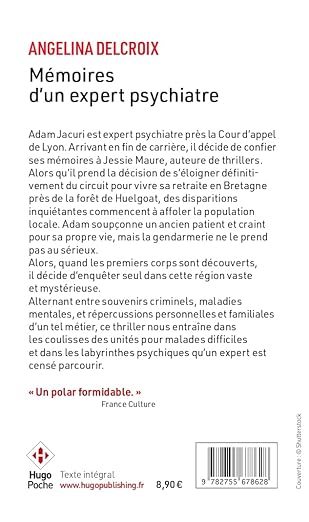 ANGELINA DELCROIX
Mémoires
d’un expert psychiatre
Adam Jacuri est expert psychiatre près la Cour d’appel
de Lyon. Arrivant en fin de carrière, il décide de confier
ses mémoires à Jessie Maure, auteure de thrillers.
Alors qu’il prend la décision de s’éloigner définiti-
vement du circuit pour vivre sa retraite en Bretagne
près de la forêt de Huelgoat, des disparitions
inquiétantes commencent à affoler la population
locale. Adam soupçonne un ancien patient et craint
pour sa propre vie, mais la gendarmerie ne le prend
pas au sérieux.
Alors, quand les premiers corps sont découverts,
il décide d’enquêter seul dans cette région vaste
et mystérieuse.
Alternant entre souvenirs criminels, maladies
mentales, et répercussions personnelles et familiales
d’un tel métier, ce thriller nous entraîne dans
les coulisses des unités pour malades difficiles
et dans les labyrinthes psychiques qu’un expert est
censé parcourir.
« Un polar formidable. »
France Culture
H
Hugo
Poche
Texte intégral
www.hugopublishing.fr
8,90 €
9 782755 678628
Couverture : © Shutterstock